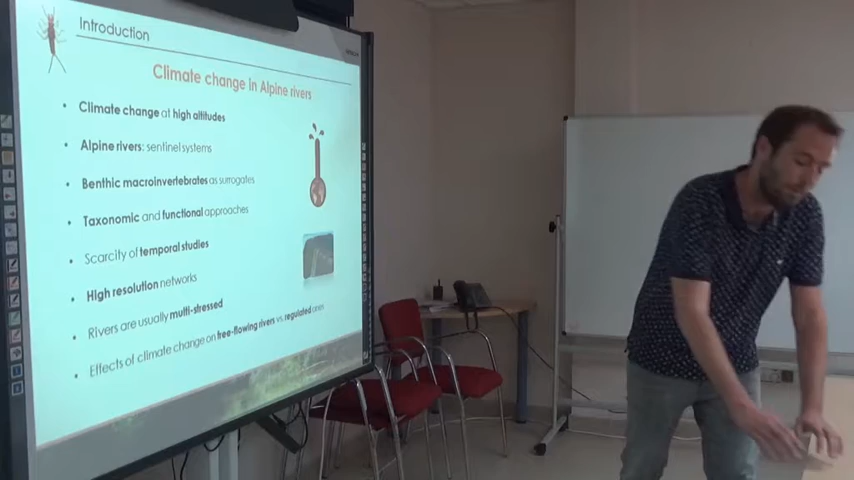 Introduction
Climate change in Alpine rivers
• Climate change at high altitudes
• Alpine rivers: sentinel systems
• Benthic macroinvertebrates as surrogates
• Taxonomic and functional approaches
• Scarcity of temporal studies
• High resolution networks
• Rivers are usually multi-stressed
• Effects of climate change on free-flowing rivers vs. regulated ones